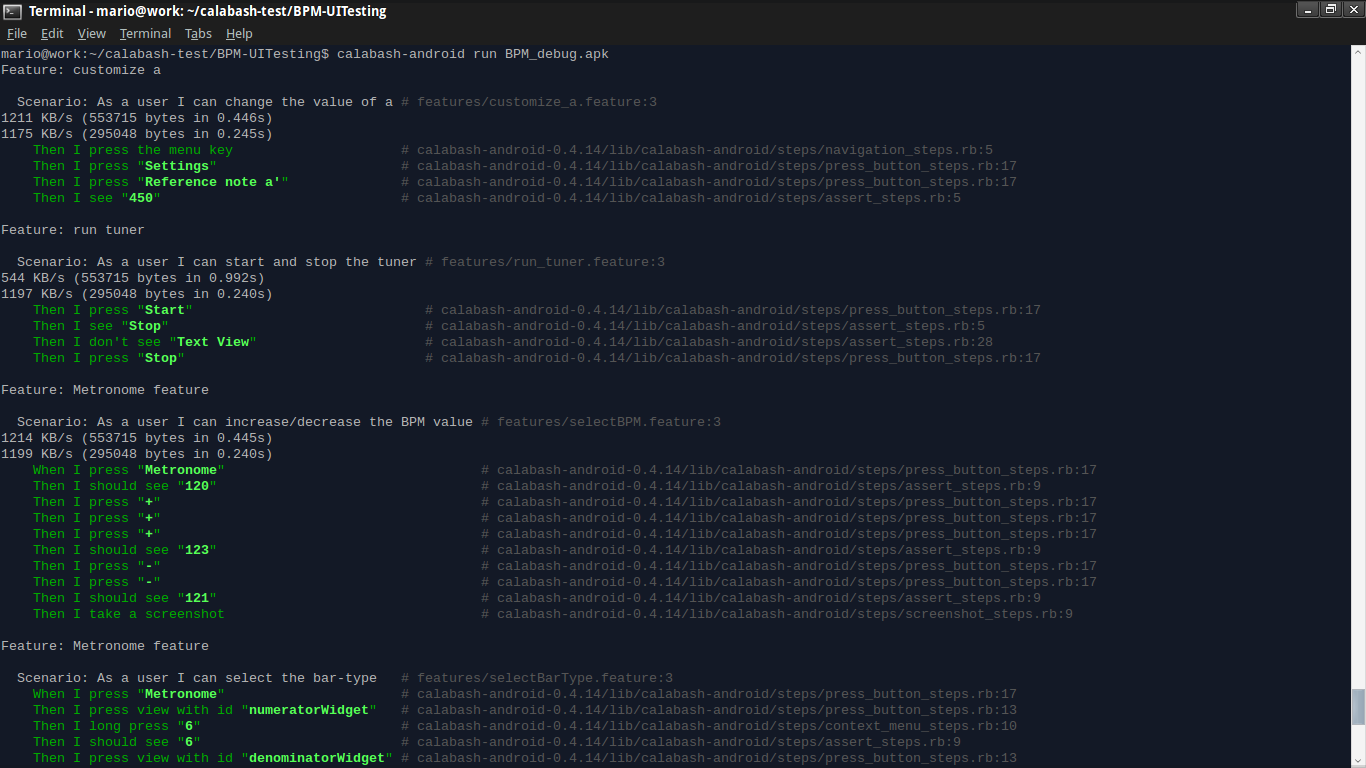 Terminal - mario@work: ~/calabash-test/BPM-UITesting
File Edit View Terminal Tabs Help
mario@work:~/calabash-test/BPM-UITesting$ calabash-android run BPM_debug.apk
Feature: customize a
Scenario: As a user I can change the value of a # features/customize_a.feature:3
1211 KB/s (553715 bytes in 0.446s)
1175 KB/s (295048 bytes in 0.245s)
Then I press the menu key # calabash-android-0.4.14/lib/calabash-android/steps/navigation_steps.rb:5
Then I press "Settings" # calabash-android-0.4.14/lib/calabash-android/steps/press_button_steps.rb:17
Then I press "Reference note a'" # calabash-android-0.4.14/lib/calabash-android/steps/press_button_steps.rb:17
Then I see "450" # calabash-android-0.4.14/lib/calabash-android/steps/assert_steps.rb:5
Feature: run tuner
Scenario: As a user I can start and stop the tuner # features/run_tuner.feature:3
544 KB/s (553715 bytes in 0.992s)
1197 KB/s (295048 bytes in 0.240s)
Then I press "Start" # calabash-android-0.4.14/lib/calabash-android/steps/press_button_steps.rb:17
Then I see "Stop" # calabash-android-0.4.14/lib/calabash-android/steps/assert_steps.rb:5
Then I don't see "Text View" # calabash-android-0.4.14/lib/calabash-android/steps/assert_steps.rb:28
Then I press "Stop" # calabash-android-0.4.14/lib/calabash-android/steps/press_button_steps.rb:17
Feature: Metronome feature
Scenario: As a user I can increase/decrease the BPM value # features/selectBPM.feature:3
1214 KB/s (553715 bytes in 0.445s)
1199 KB/s (295048 bytes in 0.240s)
When I press "Metronome" # calabash-android-0.4.14/lib/calabash-android/steps/press_button_steps.rb:17
Then I should see "120" # calabash-android-0.4.14/lib/calabash-android/steps/assert_steps.rb:9
Then I press "+" # calabash-android-0.4.14/lib/calabash-android/steps/press_button_steps.rb:17
Then I press "+" # calabash-android-0.4.14/lib/calabash-android/steps/press_button_steps.rb:17
Then I press "+" # calabash-android-0.4.14/lib/calabash-android/steps/press_button_steps.rb:17
Then I should see "123" # calabash-android-0.4.14/lib/calabash-android/steps/assert_steps.rb:9
Then I press "-" # calabash-android-0.4.14/lib/calabash-android/steps/press_button_steps.rb:17
Then I press "-" # calabash-android-0.4.14/lib/calabash-android/steps/press_button_steps.rb:17
Then I should see "121" # calabash-android-0.4.14/lib/calabash-android/steps/assert_steps.rb:9
Then I take a screenshot # calabash-android-0.4.14/lib/calabash-android/steps/screenshot_steps.rb:9
Feature: Metronome feature
Scenario: As a user I can select the bar-type # features/selectBarType.feature:3
When I press "Metronome" # calabash-android-0.4.14/lib/calabash-android/steps/press_button_steps.rb:17
Then I press view with id "numeratorWidget" # calabash-android-0.4.14/lib/calabash-android/steps/press_button_steps.rb:13
Then I long press "6" # calabash-android-0.4.14/lib/calabash-android/steps/context_menu_steps.rb:10
Then I should see "6" # calabash-android-0.4.14/lib/calabash-android/steps/assert_steps.rb:9
Then I press view with id "denominatorWidget" # calabash-android-0.4.14/lib/calabash-android/steps/press_button_steps.rb:13